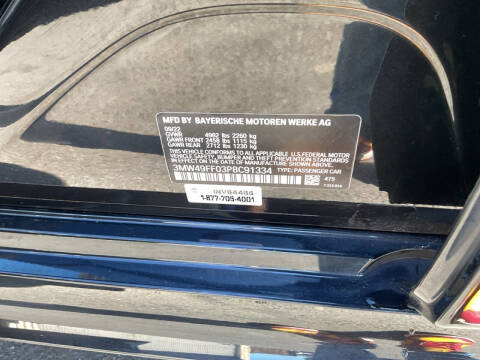 MFD BY BAYERISCHE MOTOREN WERKE AG
09/22
GVWR 4982 lbs 2260 kg
GAWR FRONT 2458 lbs 1115 kg
GAWR REAR 2712 lbs 1230 kg
THIS VEHICLE CONFORMS TO ALL APPLICABLE U.S.FEDERAL MOTOR
VEHICLE SAFETY, BUMPER,AND THEFT PREVENTION STANDARDS
IN EFFECT ON THE DATE OF MANUFACTURE SHOWN ABOVE.
3MW49FF03P8C91334 TYPE: PASSENGER CAR
475
1-877-709-4001